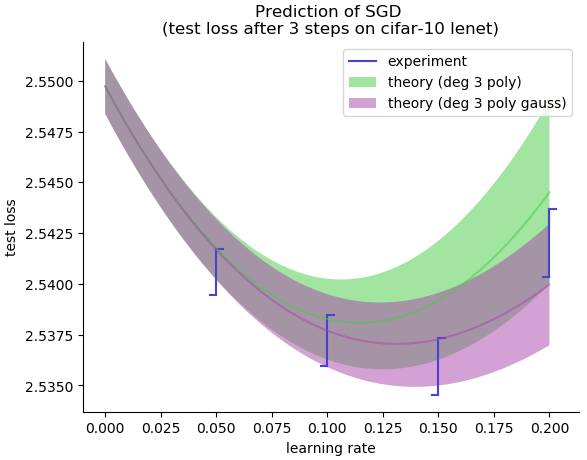 Prediction of SGD
(test loss after 3 steps on cifar-10 lenet)
experiment
theory (deg 3 poly)
theory (deg 3 poly gauss)
test loss
2.5500
2.5475
2.5450
2.5425
2.5400
2.5375
2.5350
0.000 0.025 0.050 0.075 0.100 0.125 0.150 0.175 0.200
learning rate